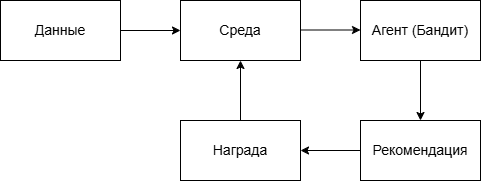 Данные
Среда
Агент (Бандит)
Награда
Рекомендация